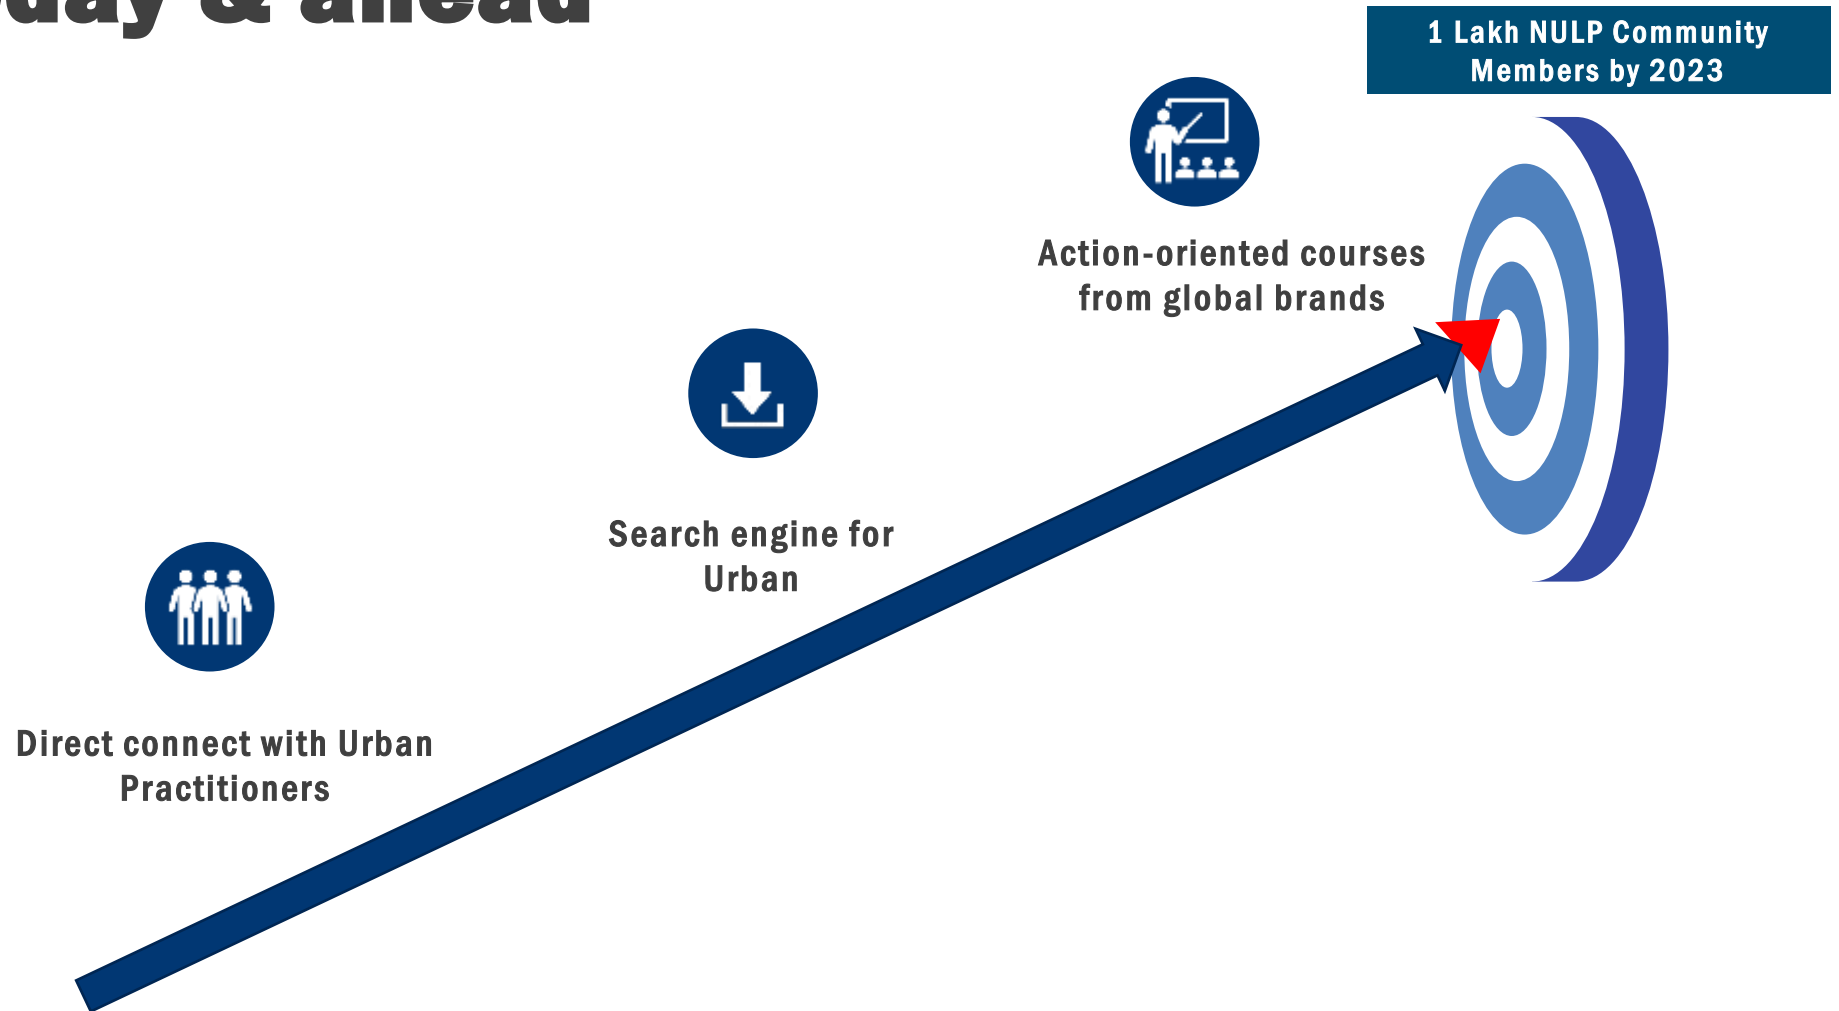 & ahead
1 Lakh NULP Community
Members by 2023
Action-oriented courses
from global brands
Search engine for
Urban
Direct connect with Urban
Practitioners